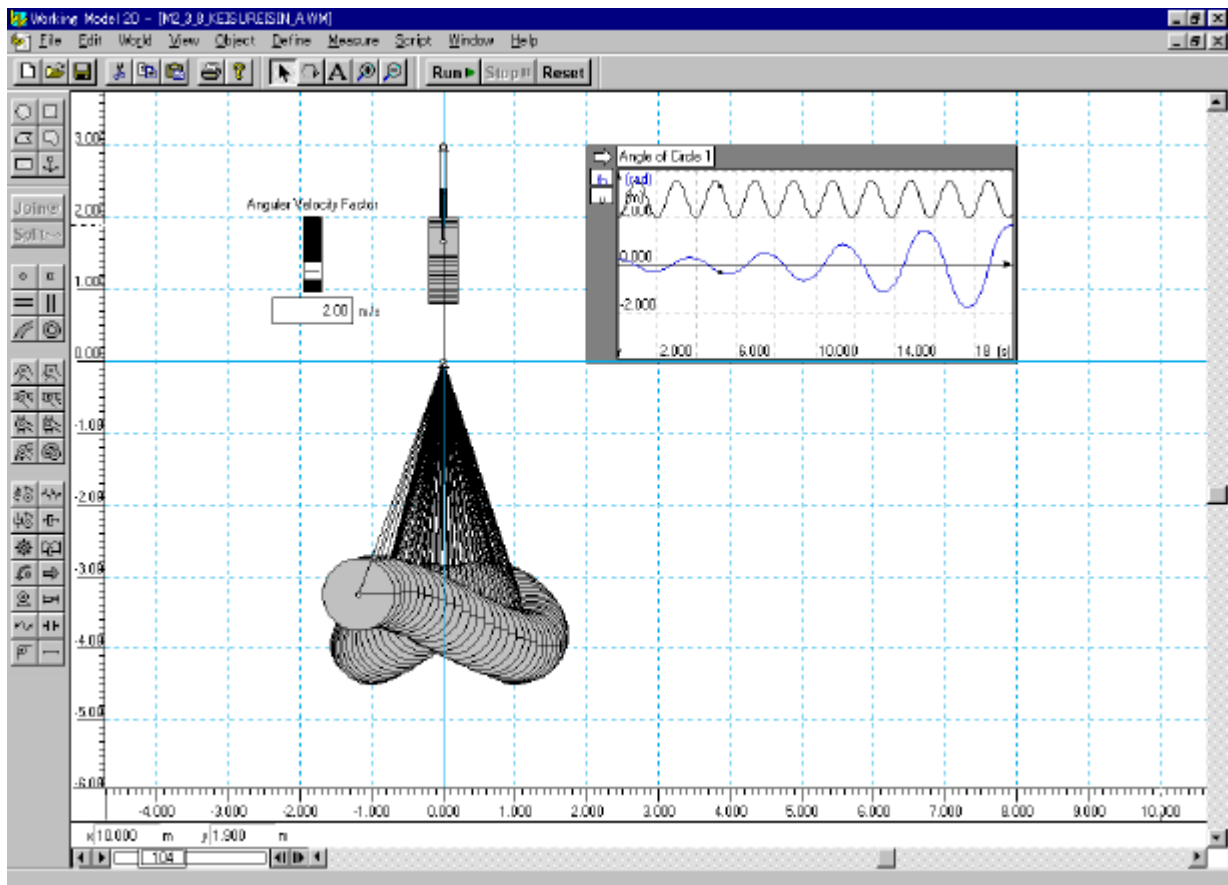 Working Model 2D - [M2_3_8_KEISUREISIN_A.WM]
File Edit World View Object Define Measure Script Window Help
A ? Run Stop Reset
Join
Split
3.000
2.000
1.000
0.000
-1.000
-2.000
-3.000
-4.000
-5.000
-6.000
Anguler Velocity Factor
2.00 m/s
Angle of Circle 1
(rad)
(m)
2.000
0.000
-2.000
2.000 6.000 10.000 14.000 18 (s)
-4.000 -3.000 -2.000 -1.000 0.000 1.000 2.000 3.000 4.000 5.000 6.000 7.000 8.000 9.000 10.000
x 10.000 m y 1.900 m
104